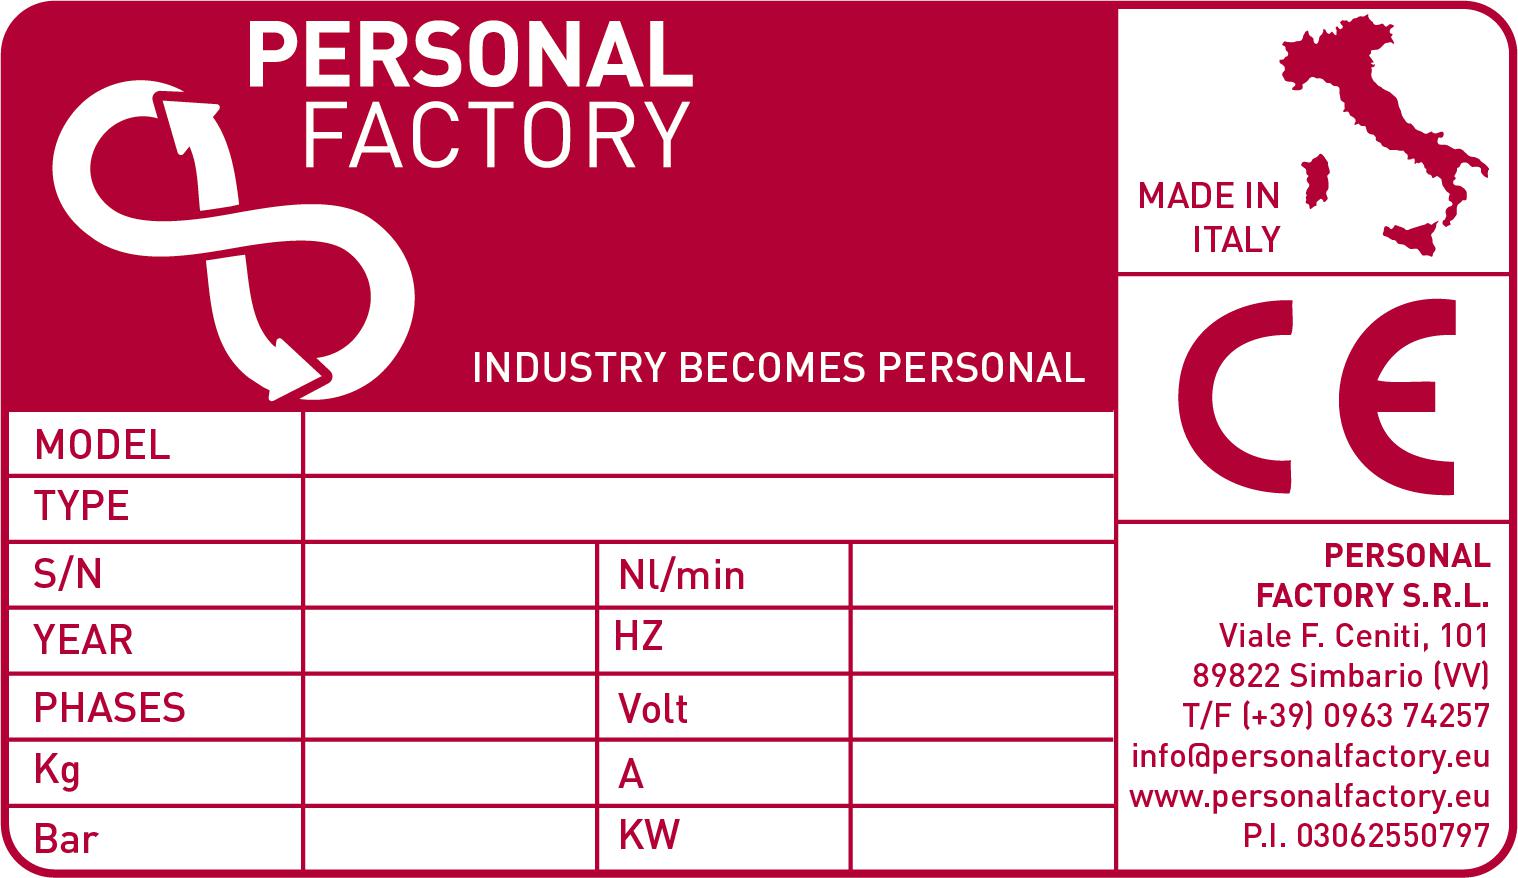 PERSONAL
FACTORY
INDUSTRY BECOMES PERSONAL
MADE IN
ITALY
CE
MODEL
TYPE
S/N
Nl/min
YEAR
HZ
PHASES
Volt
Kg
A
Bar
KW
PERSONAL
FACTORY S.R.L.
Viale F. Ceniti, 101
89822 Simbario (VV)
T/F (+39) 0963 74257
info@personalfactory.eu
www.personalfactory.eu
P.I. 03062550797